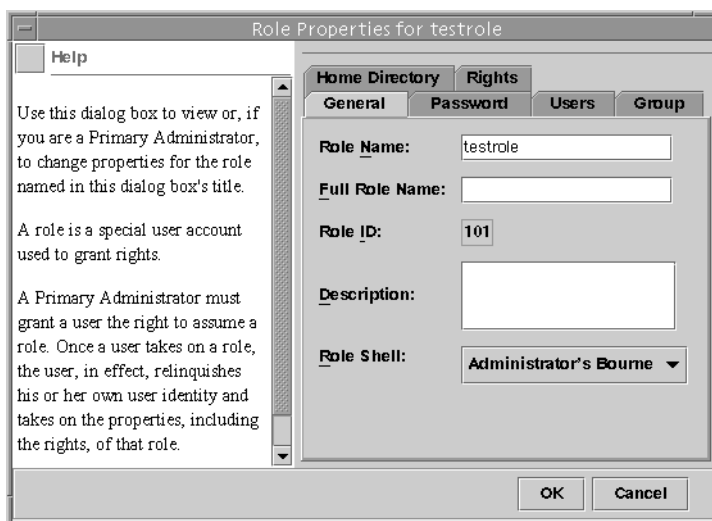 Role Properties for testrole
Help
Use this dialog box to view or, if
you are a Primary Administrator,
to change properties for the role
named in this dialog box's title.
A role is a special user account
used to grant rights.
A Primary Administrator must
grant a user the right to assume a
role. Once a user takes on a role,
the user, in effect, relinquishes
his or her own user identity and
takes on the properties, including
the rights, of that role.
Home Directory Rights
General Password Users Group
Role Name: testrole
Full Role Name:
Role ID: 101
Description:
Role Shell: Administrator's Bourne
OK Cancel